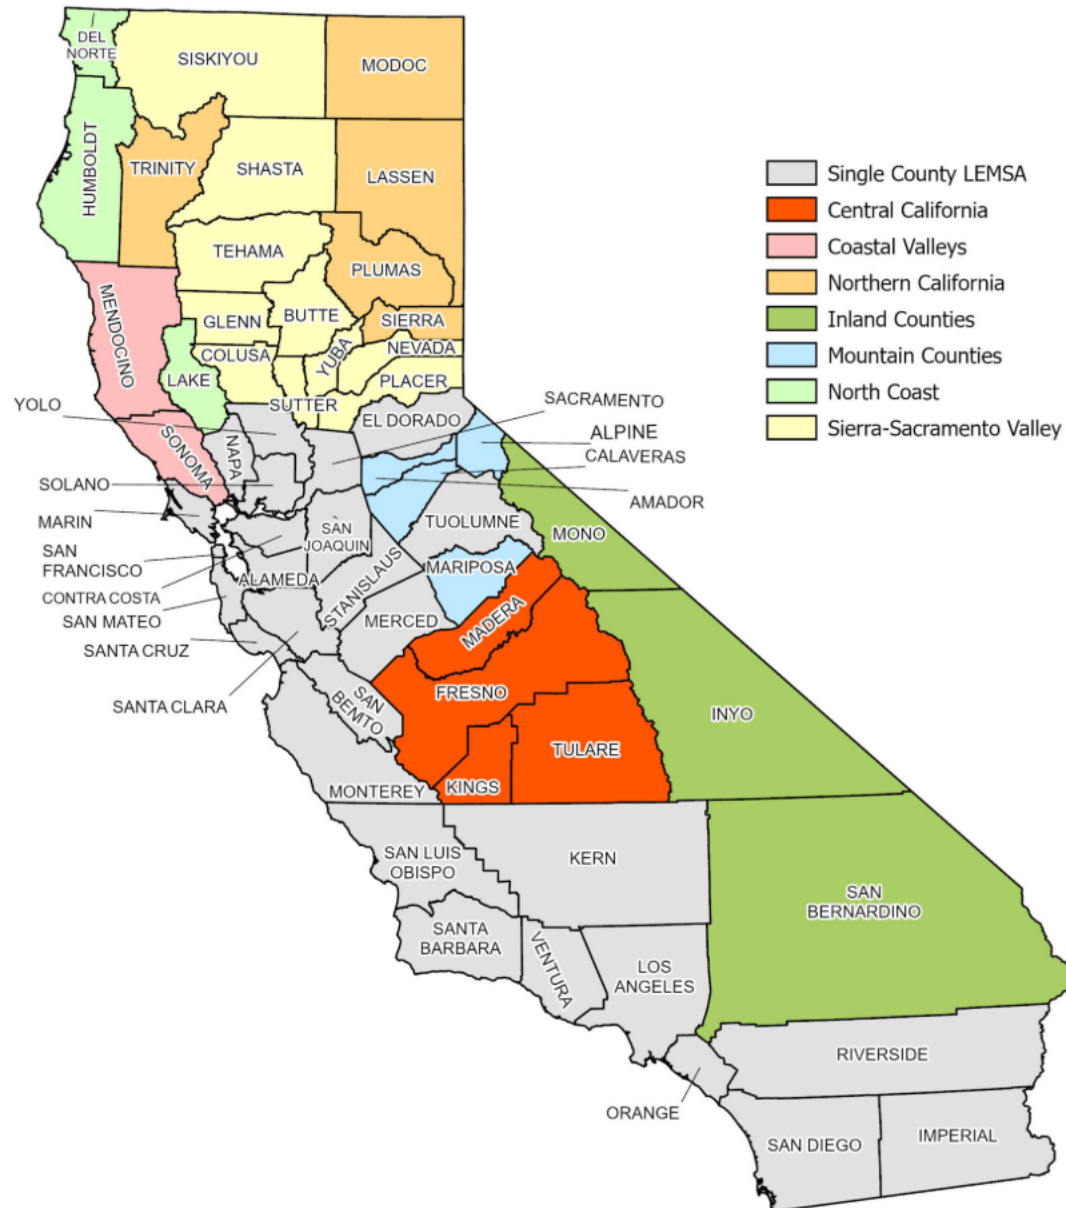 DEL
NORTE
SISKIYOU
MODOC
HUMBOLDT
TRINITY
SHASTA
LASSEN
TEHAMA
PLUMAS
MENDOCINO
GLENN
BUTTE
SIERRA
COLUSA
YUBA
NEVADA
LAKE
PLACER
YOLO
SUTTER
EL DORADO
SACRAMENTO
SONOMA
NAPA
ALPINE
CALAVERAS
SOLANO
AMADOR
MARIN
SAN
JOAQUIN
TUOLUMNE
MONO
SAN
FRANCISCO
ALAMEDA
STANISLAUS
MARIPOSA
CONTRA COSTA
SAN MATEO
MERCED
MADERA
SANTA CRUZ
SANTA CLARA
SAN
BENITO
FRESNO
INYO
TULARE
MONTEREY
KINGS
SAN LUIS
OBISPO
KERN
SAN
BERNARDINO
SANTA
BARBARA
VENTURA
LOS
ANGELES
RIVERSIDE
ORANGE
SAN DIEGO
IMPERIAL
Single County LEMSA
Central California
Coastal Valleys
Northern California
Inland Counties
Mountain Counties
North Coast
Sierra-Sacramento Valley